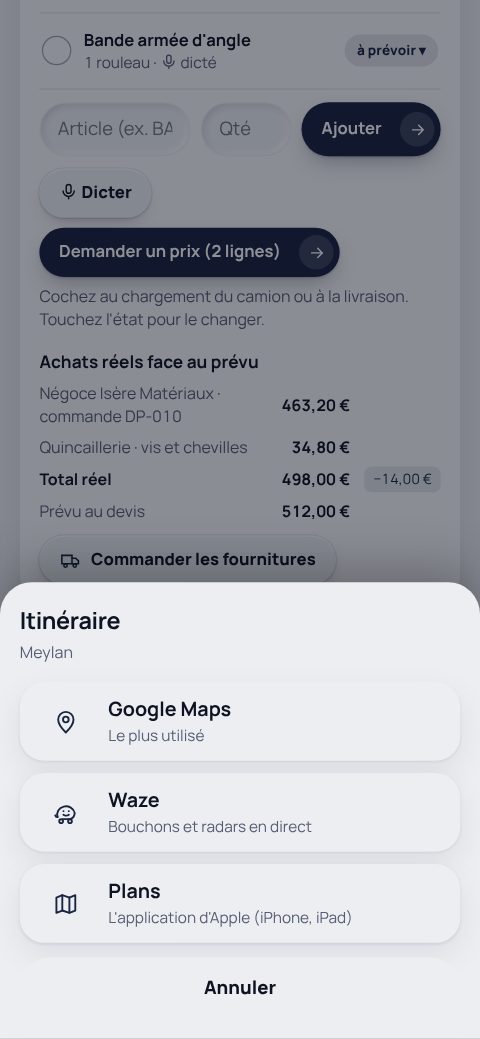 Bande armée d'angle
1 rouleau · dicté
à prévoir ▾
Article (ex. BA
Qté
Ajouter
Dicter
Demander un prix (2 lignes)
Cochez au chargement du camion ou à la livraison.
Touchez l'état pour le changer.
Achats réels face au prévu
Négoce Isère Matériaux ·
commande DP-010
463,20 €
Quincaillerie · vis et chevilles
34,80 €
Total réel
498,00 €
−14,00 €
Prévu au devis
512,00 €
Commander les fournitures
Itinéraire
Meylan
Google Maps
Le plus utilisé
Waze
Bouchons et radars en direct
Plans
L'application d'Apple (iPhone, iPad)
Annuler